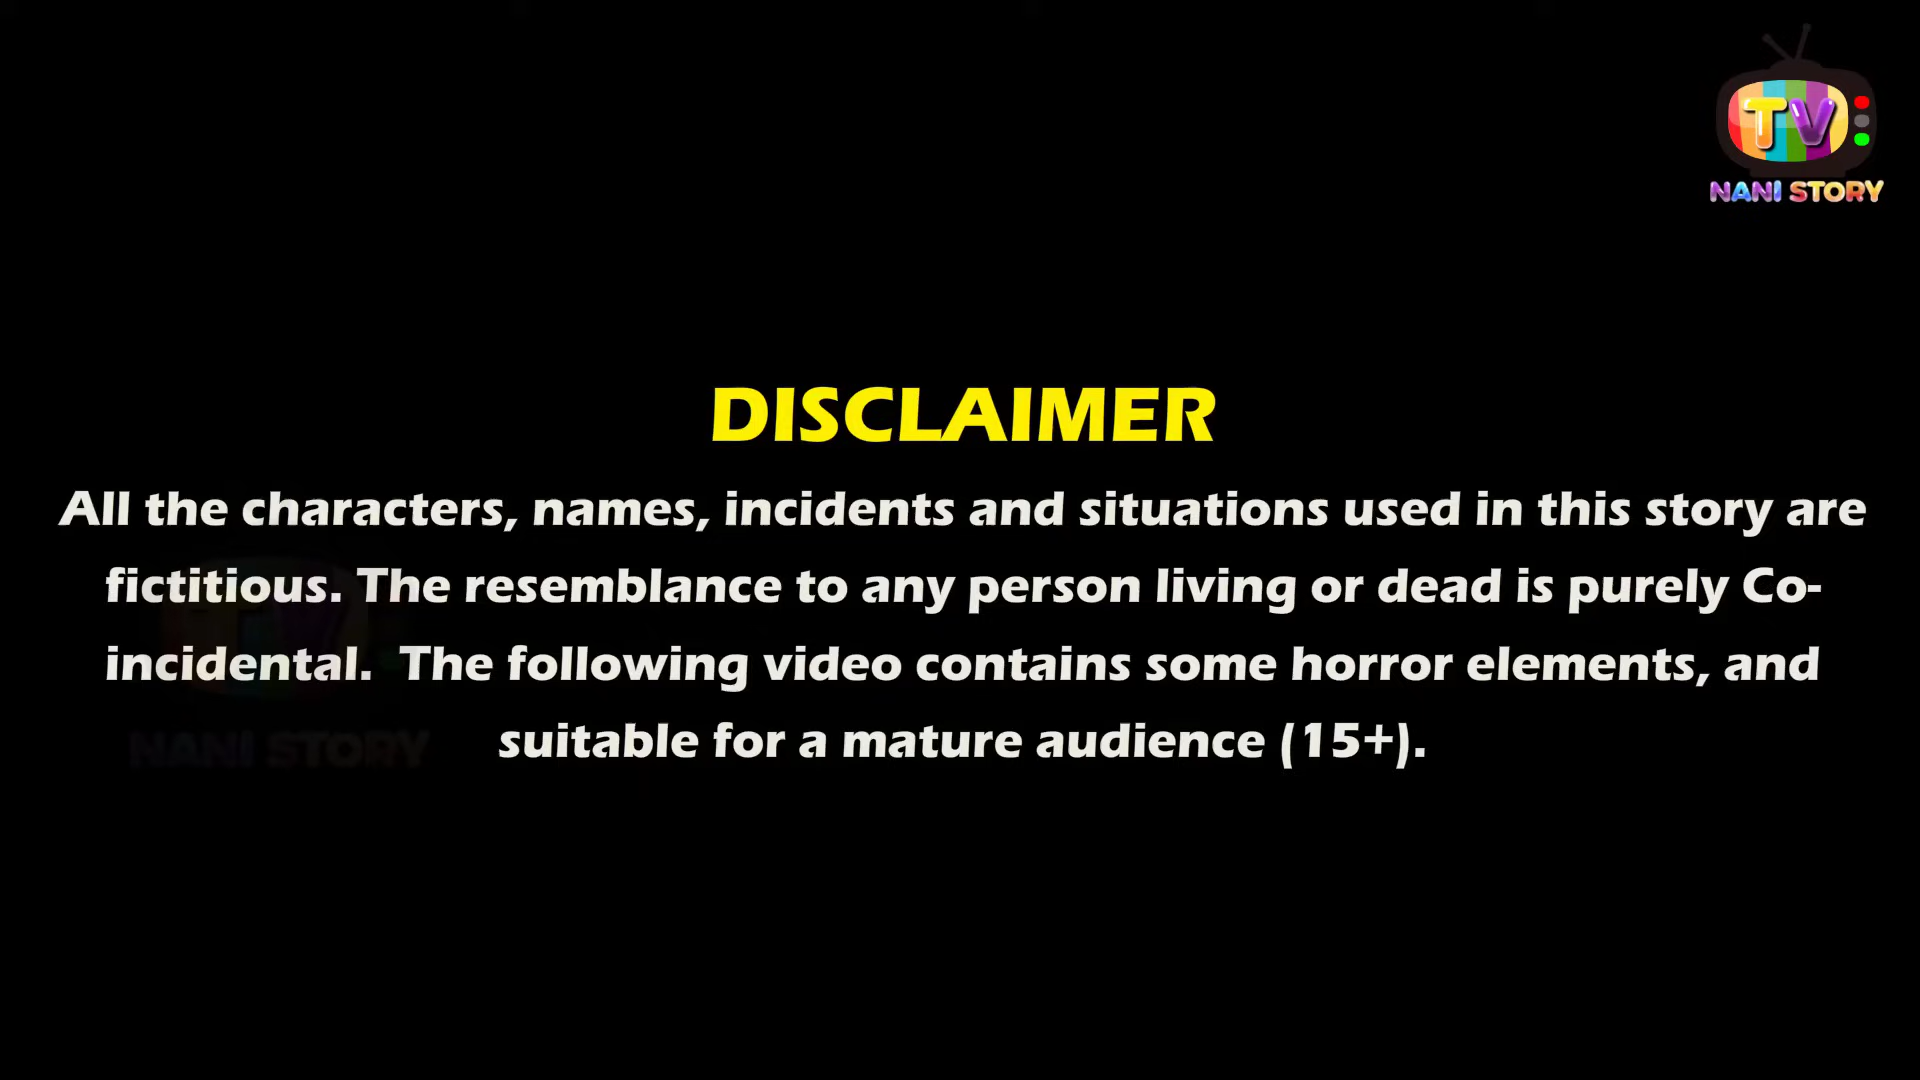 TV
NANI STORY
DISCLAIMER
All the characters, names, incidents and situations used in this story are
fictitious. The resemblance to any person living or dead is purely Co-
incidental.  The following video contains some horror elements, and
suitable for a mature audience (15+).
NANI STORY